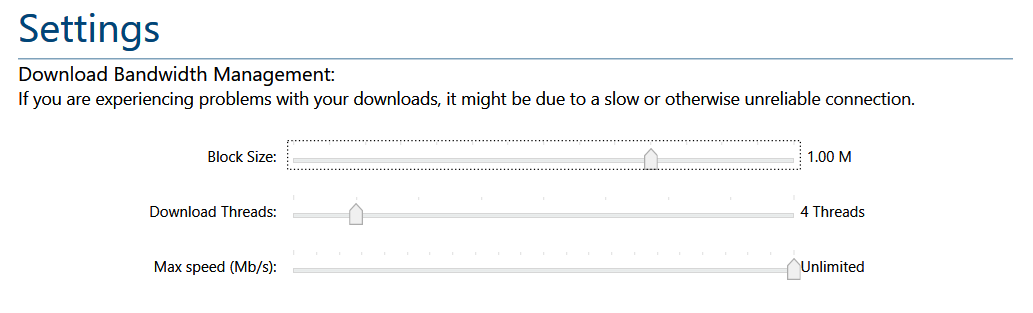 Settings
Download Bandwidth Management:
If you are experiencing problems with your downloads, it might be due to a slow or otherwise unreliable connection.
Block Size: 1.00 M
Download Threads: 4 Threads
Max speed (Mb/s): Unlimited